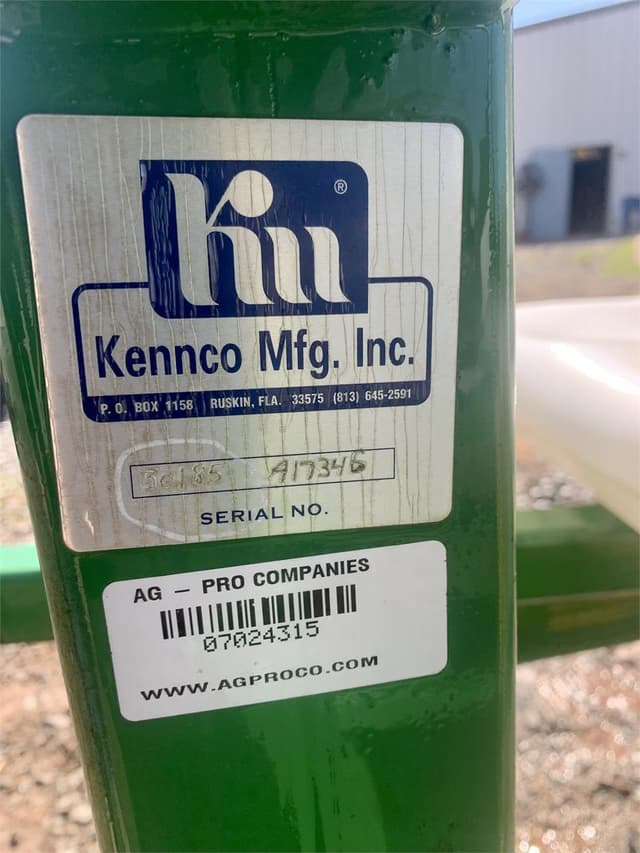 Km ®
Kennco Mfg. Inc.
P. O. BOX 1158 RUSKIN, FLA. 33575 (813) 645-2591
A17346
SERIAL NO.
AG – PRO COMPANIES
07024315
WWW.AGPROCO.COM